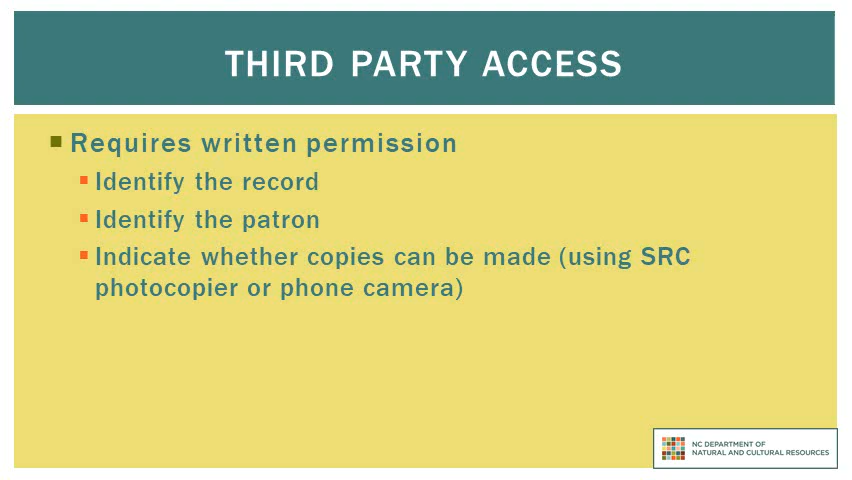 THIRD PARTY ACCESS
Requires written permission
Identify the record
Identify the patron
Indicate whether copies can be made (using SRC
photocopier or phone camera)
NC DEPARTMENT OF
NATURAL AND CULTURAL RESOURCES